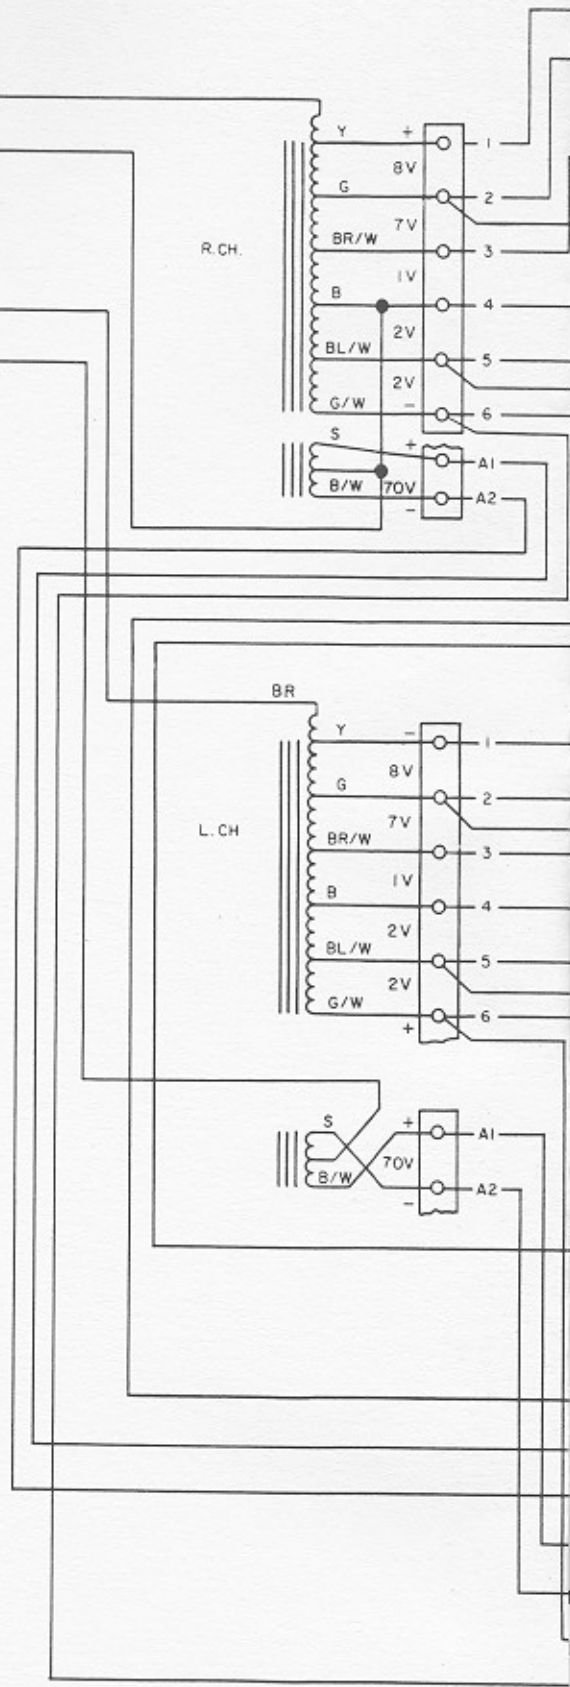 Y + 1
8V
G 2
7V
BR/W 3
R.CH.
1V
B 4
2V
BL/W 5
2V
G/W - 6
S + A1
B/W 70V A2
-
BR
Y - 1
8V
G 2
7V
L.CH
BR/W 3
1V
B 4
2V
BL/W 5
2V
G/W 6
+
S + A1
70V
B/W A2
-